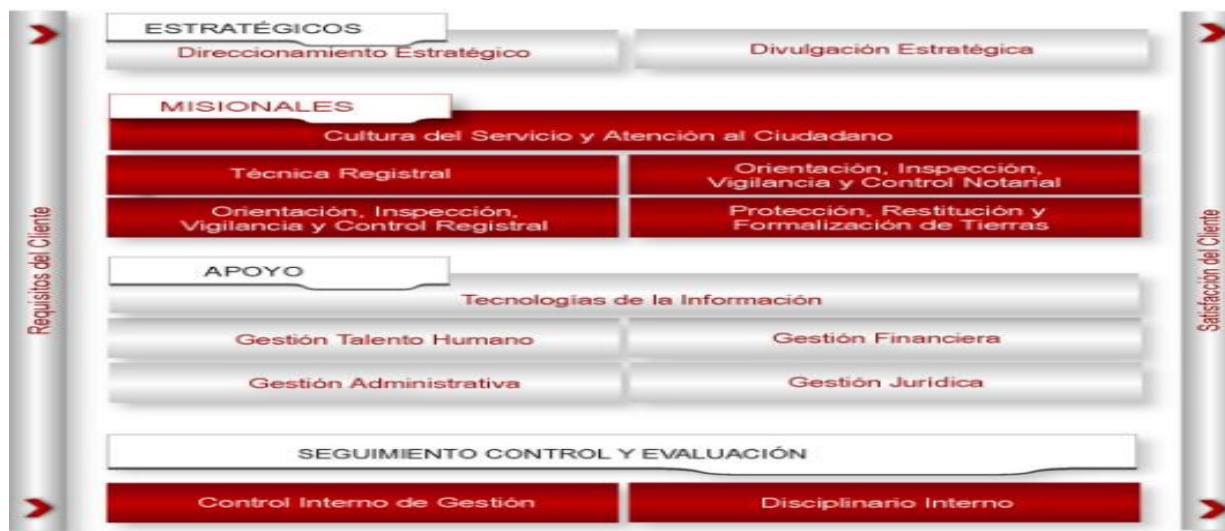 ESTRATÉGICOS
Direccionamiento Estratégico
Divulgación Estratégica
MISIONALES
Cultura del Servicio y Atención al Ciudadano
Técnica Registral
Orientación, Inspección,
Vigilancia y Control Notarial
Orientación, Inspección,
Vigilancia y Control Registral
Protección, Restitución y
Formalización de Tierras
APOYO
Tecnologías de la Información
Gestión Talento Humano
Gestión Financiera
Gestión Administrativa
Gestión Jurídica
SEGUIMIENTO CONTROL Y EVALUACIÓN
Control Interno de Gestión
Disciplinario Interno
Requisitos del Cliente
Satisfacción del Cliente